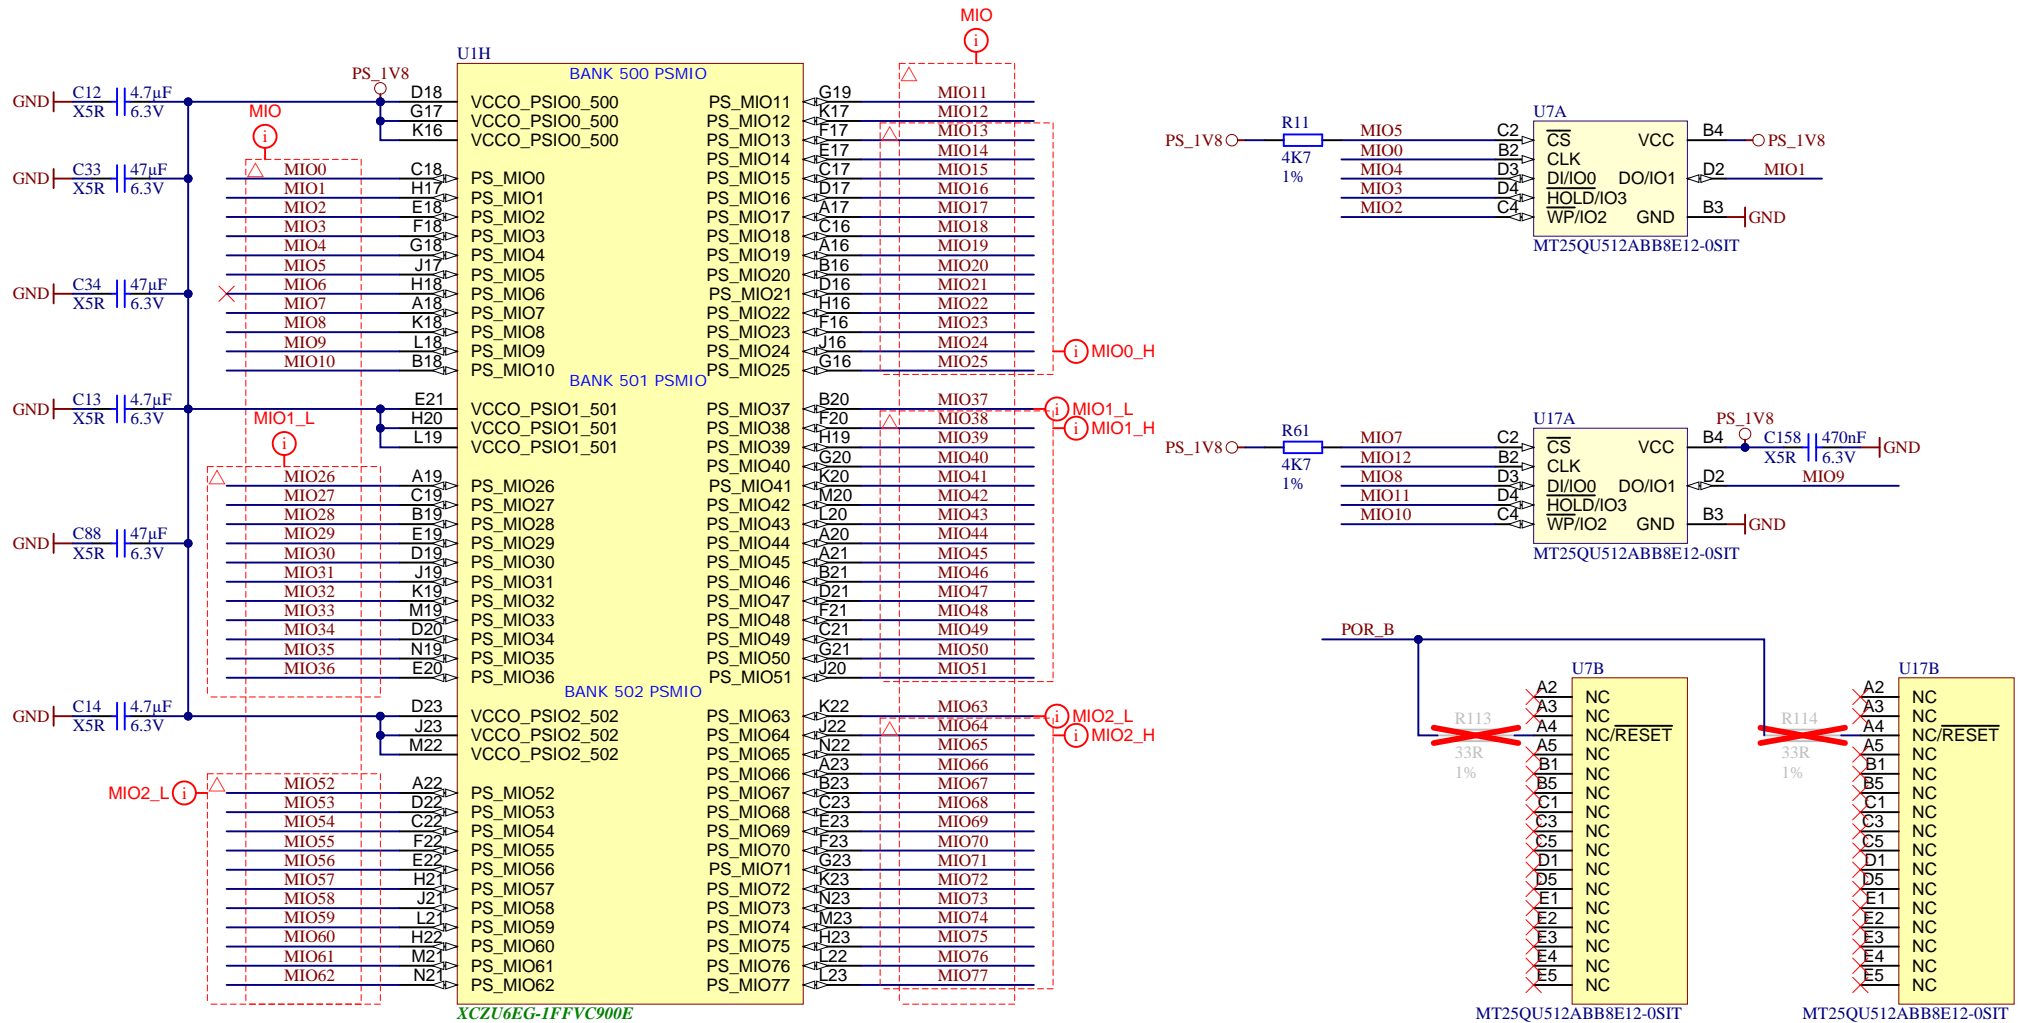 MIO
U1H
BANK 500 PSMIO
PS_1V8
GND C12 4.7µF
X5R 6.3V
MIO
GND C33 47µF
X5R 6.3V
GND C34 47µF
X5R 6.3V
GND C13 4.7µF
X5R 6.3V
MIO1_L
GND C88 47µF
X5R 6.3V
GND C14 4.7µF
X5R 6.3V
MIO2_L
D18 VCCO_PSIO0_500
G17 VCCO_PSIO0_500
K16 VCCO_PSIO0_500
MIO0 C18 PS_MIO0
MIO1 H17 PS_MIO1
MIO2 E18 PS_MIO2
MIO3 F18 PS_MIO3
MIO4 G18 PS_MIO4
MIO5 J17 PS_MIO5
MIO6 H18 PS_MIO6
MIO7 A18 PS_MIO7
MIO8 K18 PS_MIO8
MIO9 L18 PS_MIO9
MIO10 B18 PS_MIO10
PS_MIO11 G19 MIO11
PS_MIO12 K17 MIO12
PS_MIO13 F17 MIO13
PS_MIO14 E17 MIO14
PS_MIO15 C17 MIO15
PS_MIO16 D17 MIO16
PS_MIO17 A17 MIO17
PS_MIO18 C16 MIO18
PS_MIO19 A16 MIO19
PS_MIO20 B16 MIO20
PS_MIO21 D16 MIO21
PS_MIO22 H16 MIO22
PS_MIO23 F16 MIO23
PS_MIO24 J16 MIO24
PS_MIO25 G16 MIO25
MIO0_H
BANK 501 PSMIO
E21 VCCO_PSIO1_501
H20 VCCO_PSIO1_501
L19 VCCO_PSIO1_501
MIO26 A19 PS_MIO26
MIO27 C19 PS_MIO27
MIO28 B19 PS_MIO28
MIO29 E19 PS_MIO29
MIO30 D19 PS_MIO30
MIO31 J19 PS_MIO31
MIO32 K19 PS_MIO32
MIO33 M19 PS_MIO33
MIO34 D20 PS_MIO34
MIO35 N19 PS_MIO35
MIO36 E20 PS_MIO36
PS_MIO37 B20 MIO37
PS_MIO38 F20 MIO38
PS_MIO39 H19 MIO39
PS_MIO40 G20 MIO40
PS_MIO41 K20 MIO41
PS_MIO42 M20 MIO42
PS_MIO43 L20 MIO43
PS_MIO44 A20 MIO44
PS_MIO45 A21 MIO45
PS_MIO46 B21 MIO46
PS_MIO47 D21 MIO47
PS_MIO48 F21 MIO48
PS_MIO49 C21 MIO49
PS_MIO50 G21 MIO50
PS_MIO51 J20 MIO51
MIO1_L
MIO1_H
BANK 502 PSMIO
D23 VCCO_PSIO2_502
J23 VCCO_PSIO2_502
M22 VCCO_PSIO2_502
MIO52 A22 PS_MIO52
MIO53 D22 PS_MIO53
MIO54 C22 PS_MIO54
MIO55 F22 PS_MIO55
MIO56 E22 PS_MIO56
MIO57 H21 PS_MIO57
MIO58 J21 PS_MIO58
MIO59 L21 PS_MIO59
MIO60 H22 PS_MIO60
MIO61 M21 PS_MIO61
MIO62 N21 PS_MIO62
PS_MIO63 K22 MIO63
PS_MIO64 J22 MIO64
PS_MIO65 N22 MIO65
PS_MIO66 A23 MIO66
PS_MIO67 B23 MIO67
PS_MIO68 C23 MIO68
PS_MIO69 E23 MIO69
PS_MIO70 F23 MIO70
PS_MIO71 G23 MIO71
PS_MIO72 K23 MIO72
PS_MIO73 N23 MIO73
PS_MIO74 M23 MIO74
PS_MIO75 H23 MIO75
PS_MIO76 L22 MIO76
PS_MIO77 L23 MIO77
MIO2_L
MIO2_H
XCZU6EG-1FFVC900E
U7A
PS_1V8 R11 MIO5 C2 CS VCC B4 PS_1V8
4K7
1%
MIO0 B2 CLK
MIO4 D3 DI/IO0 DO/IO1 D2 MIO1
MIO3 D4 HOLD/IO3
MIO2 C4 WP/IO2 GND B3 GND
MT25QU512ABB8E12-0SIT
U17A
PS_1V8
PS_1V8 R61 MIO7 C2 CS VCC B4 C158 470nF GND
4K7
1%
X5R 6.3V
MIO12 B2 CLK
MIO8 D3 DI/IO0 DO/IO1 D2 MIO9
MIO11 D4 HOLD/IO3
MIO10 C4 WP/IO2 GND B3 GND
MT25QU512ABB8E12-0SIT
POR_B
U7B
R113
33R
1%
A2 NC
A3 NC
A4 NC/RESET
A5 NC
B1 NC
B5 NC
C1 NC
C3 NC
C5 NC
D1 NC
D5 NC
E1 NC
E2 NC
E3 NC
E4 NC
E5 NC
MT25QU512ABB8E12-0SIT
U17B
R114
33R
1%
A2 NC
A3 NC
A4 NC/RESET
A5 NC
B1 NC
B5 NC
C1 NC
C3 NC
C5 NC
D1 NC
D5 NC
E1 NC
E2 NC
E3 NC
E4 NC
E5 NC
MT25QU512ABB8E12-0SIT